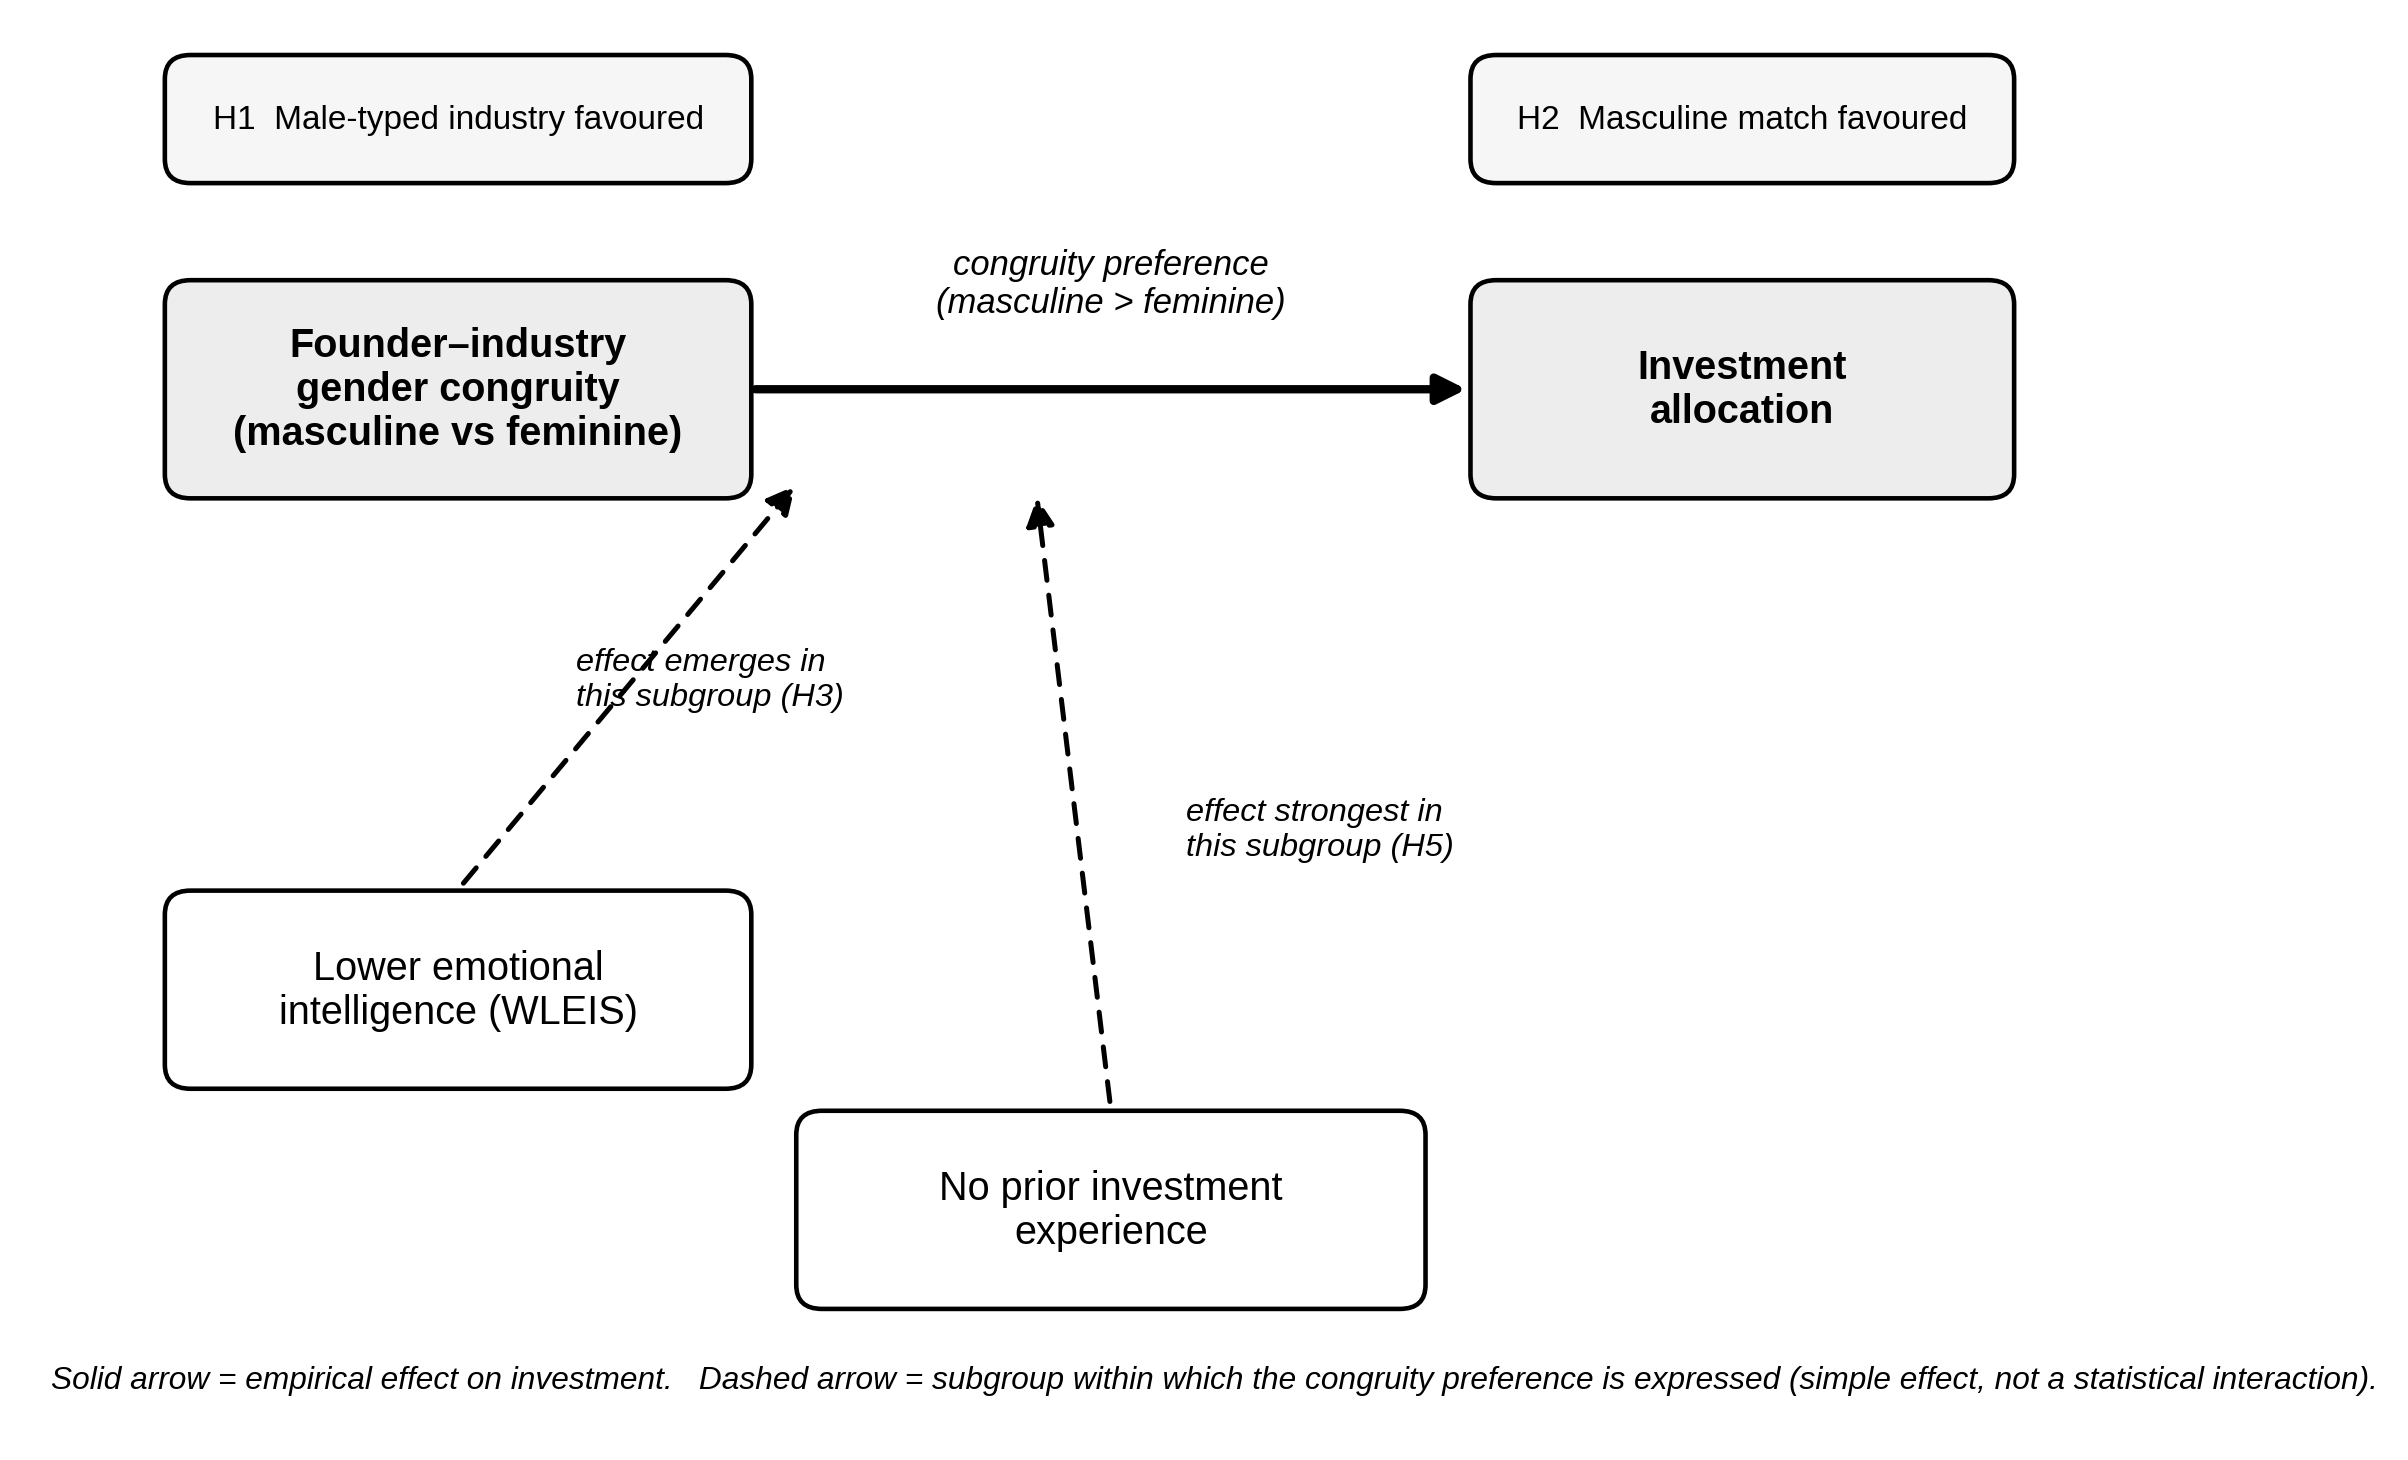 H1  Male-typed industry favoured
H2  Masculine match favoured
congruity preference
(masculine > feminine)
Founder–industry
gender congruity
(masculine vs feminine)
Investment
allocation
effect emerges in
this subgroup (H3)
effect strongest in
this subgroup (H5)
Lower emotional
intelligence (WLEIS)
No prior investment
experience
Solid arrow = empirical effect on investment.   Dashed arrow = subgroup within which the congruity preference is expressed (simple effect, not a statistical interaction).